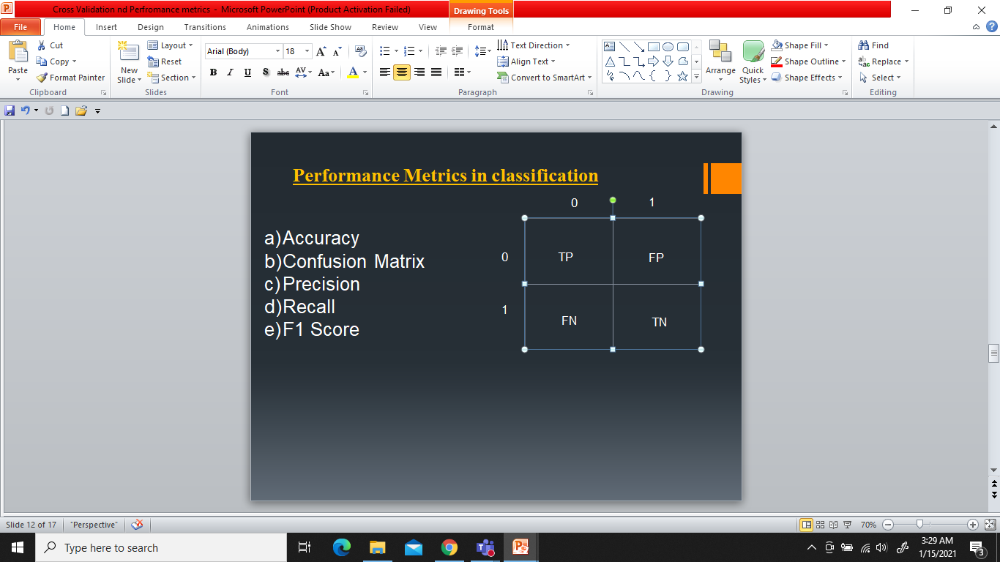 Cross Validation nd Perfromance metrics - Microsoft PowerPoint (Product Activation Failed)
Drawing Tools
File Home Insert Design Transitions Animations Slide Show Review View Format
Paste
Cut
Copy
Format Painter
Clipboard
New Slide
Layout
Reset
Section
Slides
Arial (Body) 18
B I U S abc AV Aa A
Font
Text Direction
Align Text
Convert to SmartArt
Paragraph
Arrange
Quick Styles
Shape Fill
Shape Outline
Shape Effects
Drawing
Find
Replace
Select
Editing
Performance Metrics in classification
0 1
a)Accuracy
b)Confusion Matrix
c)Precision
d)Recall
e)F1 Score
0 TP FP
1 FN TN
Slide 12 of 17 "Perspective" 70%
Type here to search
3:29 AM
1/15/2021
3